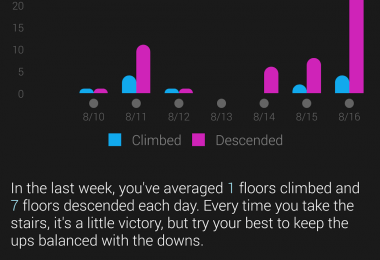 20
15
10
5
0
8/10 8/11 8/12 8/13 8/14 8/15 8/16
Climbed Descended
In the last week, you've averaged 1 floors climbed and
7 floors descended each day. Every time you take the
stairs, it's a little victory, but try your best to keep the
ups balanced with the downs.